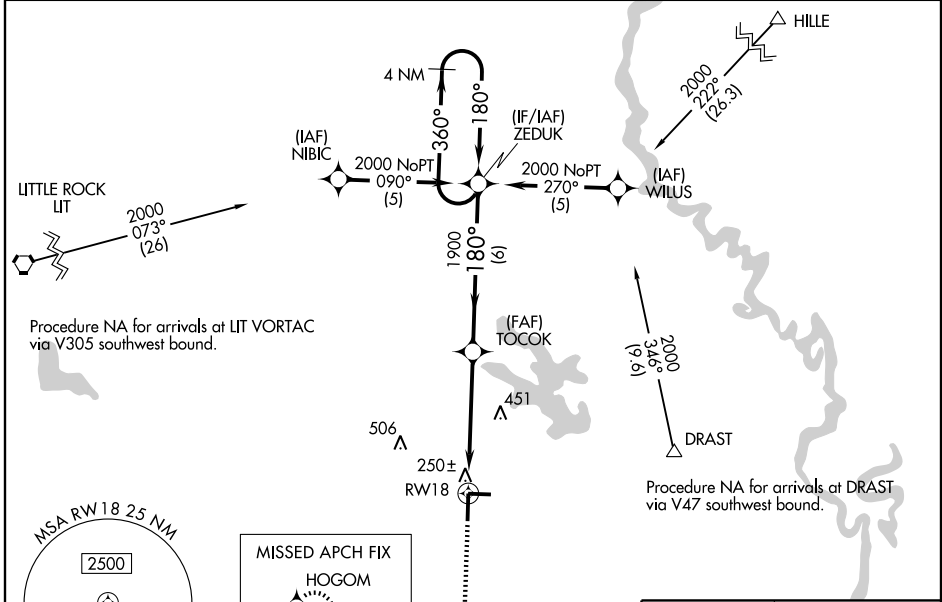 HILLE
2000
222°
(26.3)
4 NM
360°
180°
(IF/IAF)
ZEDUK
(IAF)
NIBIC
2000 NoPT
090°
(5)
2000 NoPT
270°
(5)
(IAF)
WILUS
LITTLE ROCK
LIT
2000
073°
(26)
1900
180°
(6)
Procedure NA for arrivals at LIT VORTAC
via V305 southwest bound.
(FAF)
TOCOK
2000
346°
(9.6)
451
506
DRAST
250±
RW18
Procedure NA for arrivals at DRAST
via V47 southwest bound.
MSA RW18 25 NM
2500
MISSED APCH FIX
HOGOM